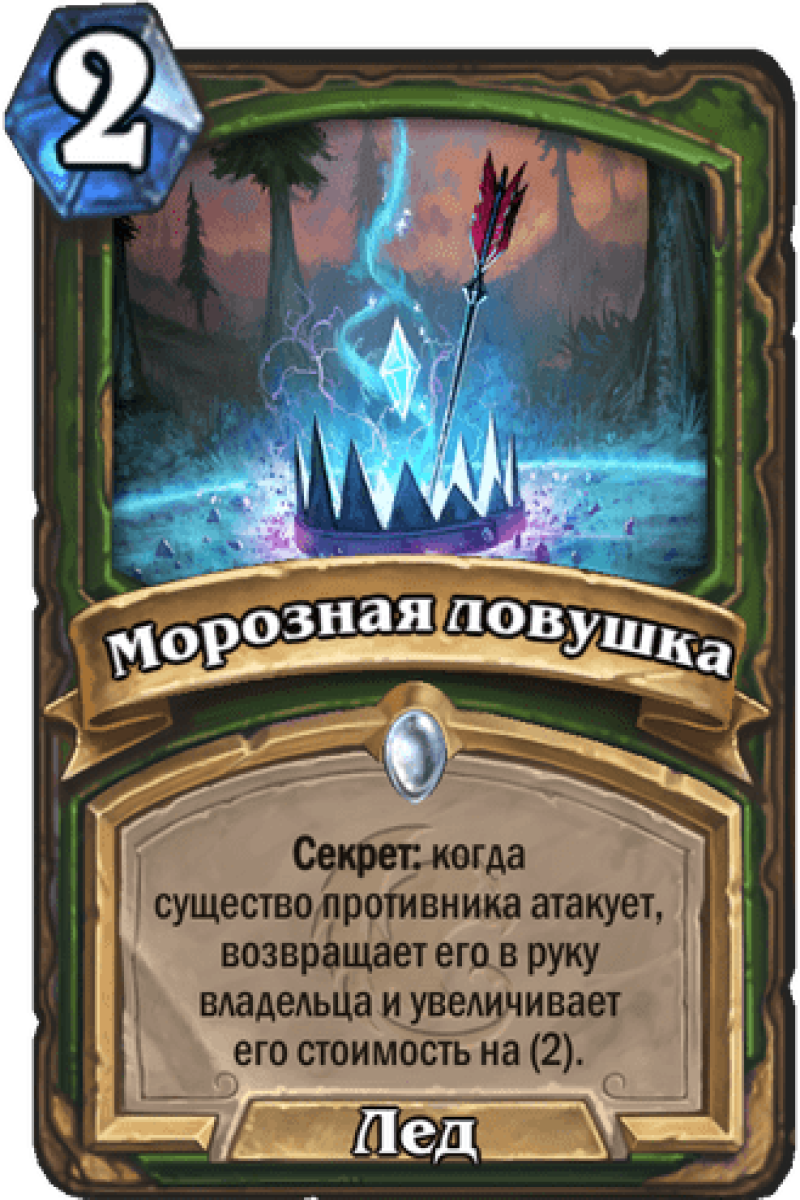 2
Морозная ловушка
Секрет: когда
существо противника атакует,
возвращает его в руку
владельца и увеличивает
его стоимость на (2).
Лед